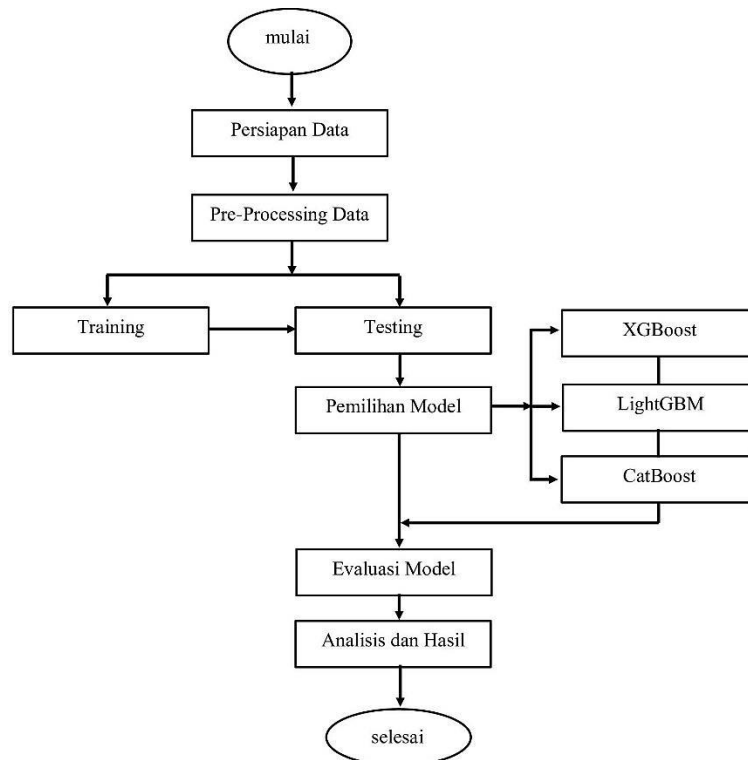 mulai
Persiapan Data
Pre-Processing Data
Training
Testing
XGBoost
Pemilihan Model
LightGBM
CatBoost
Evaluasi Model
Analisis dan Hasil
selesai